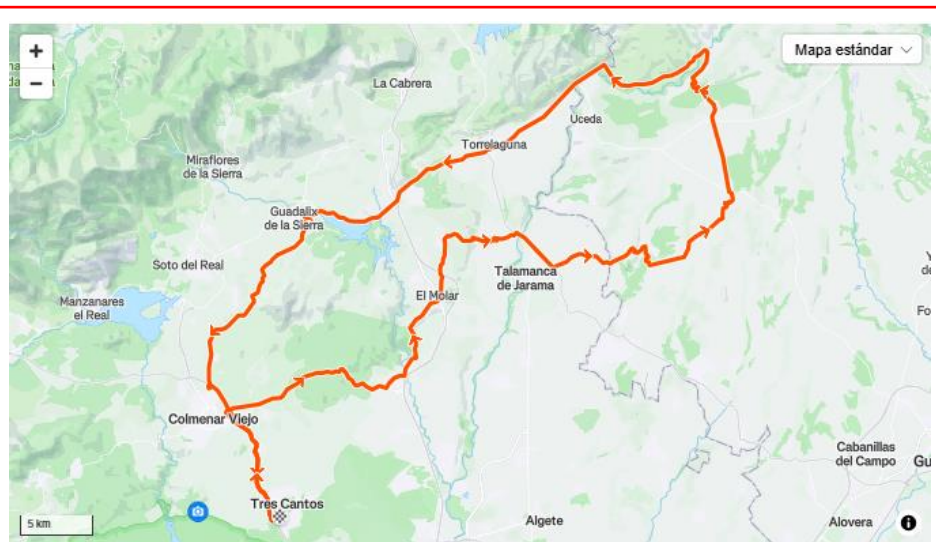 +
−
Mapa estándar
La Cabrera
Uceda
Torrelaguna
Miraflores
de la Sierra
Guadalix
de la Sierra
Soto del Real
Talamanca
de Jarama
El Molar
Manzanares
el Real
Colmenar Viejo
Cabanillas
del Campo
Gu
Tres Cantos
5 km
Algete
Alovera